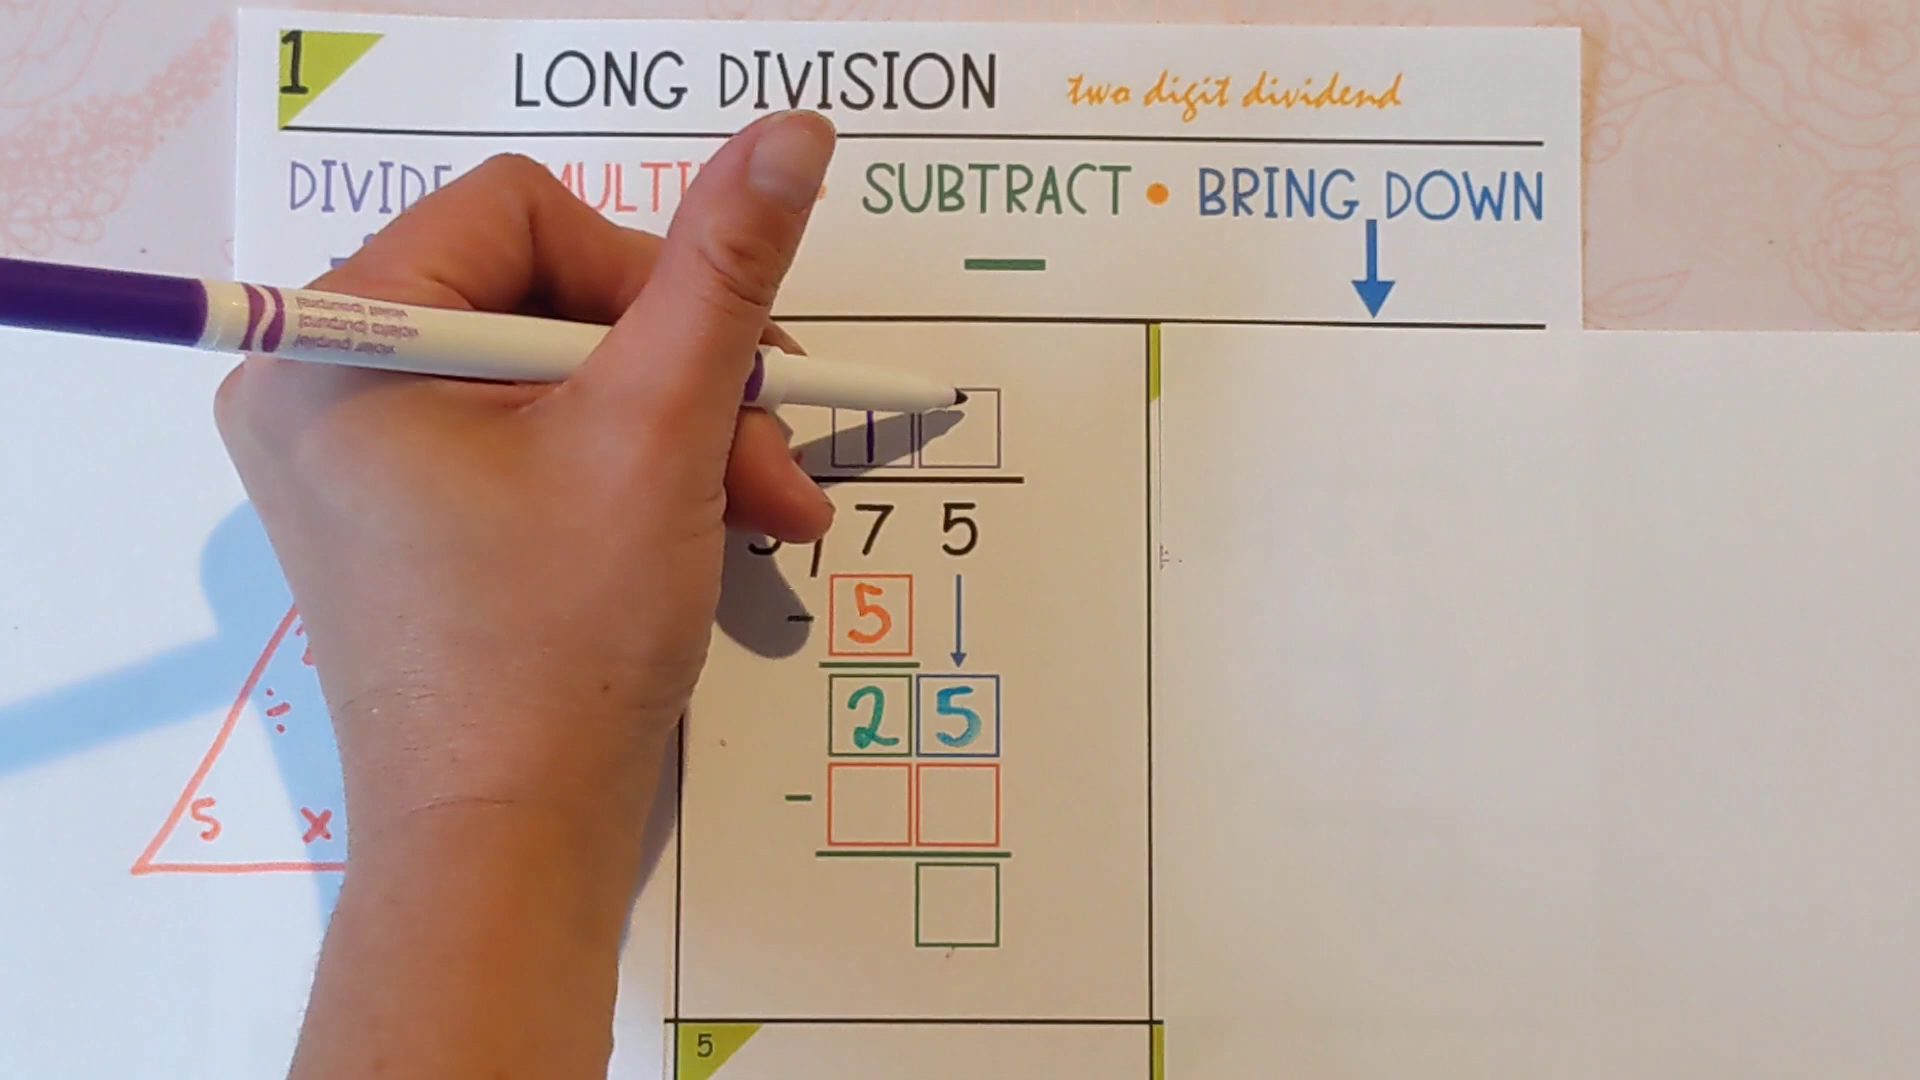 1
LONG DIVISION two digit dividend
SUBTRACT • BRING DOWN
—
1
7 5
- 5
2 5
-
5 x
5